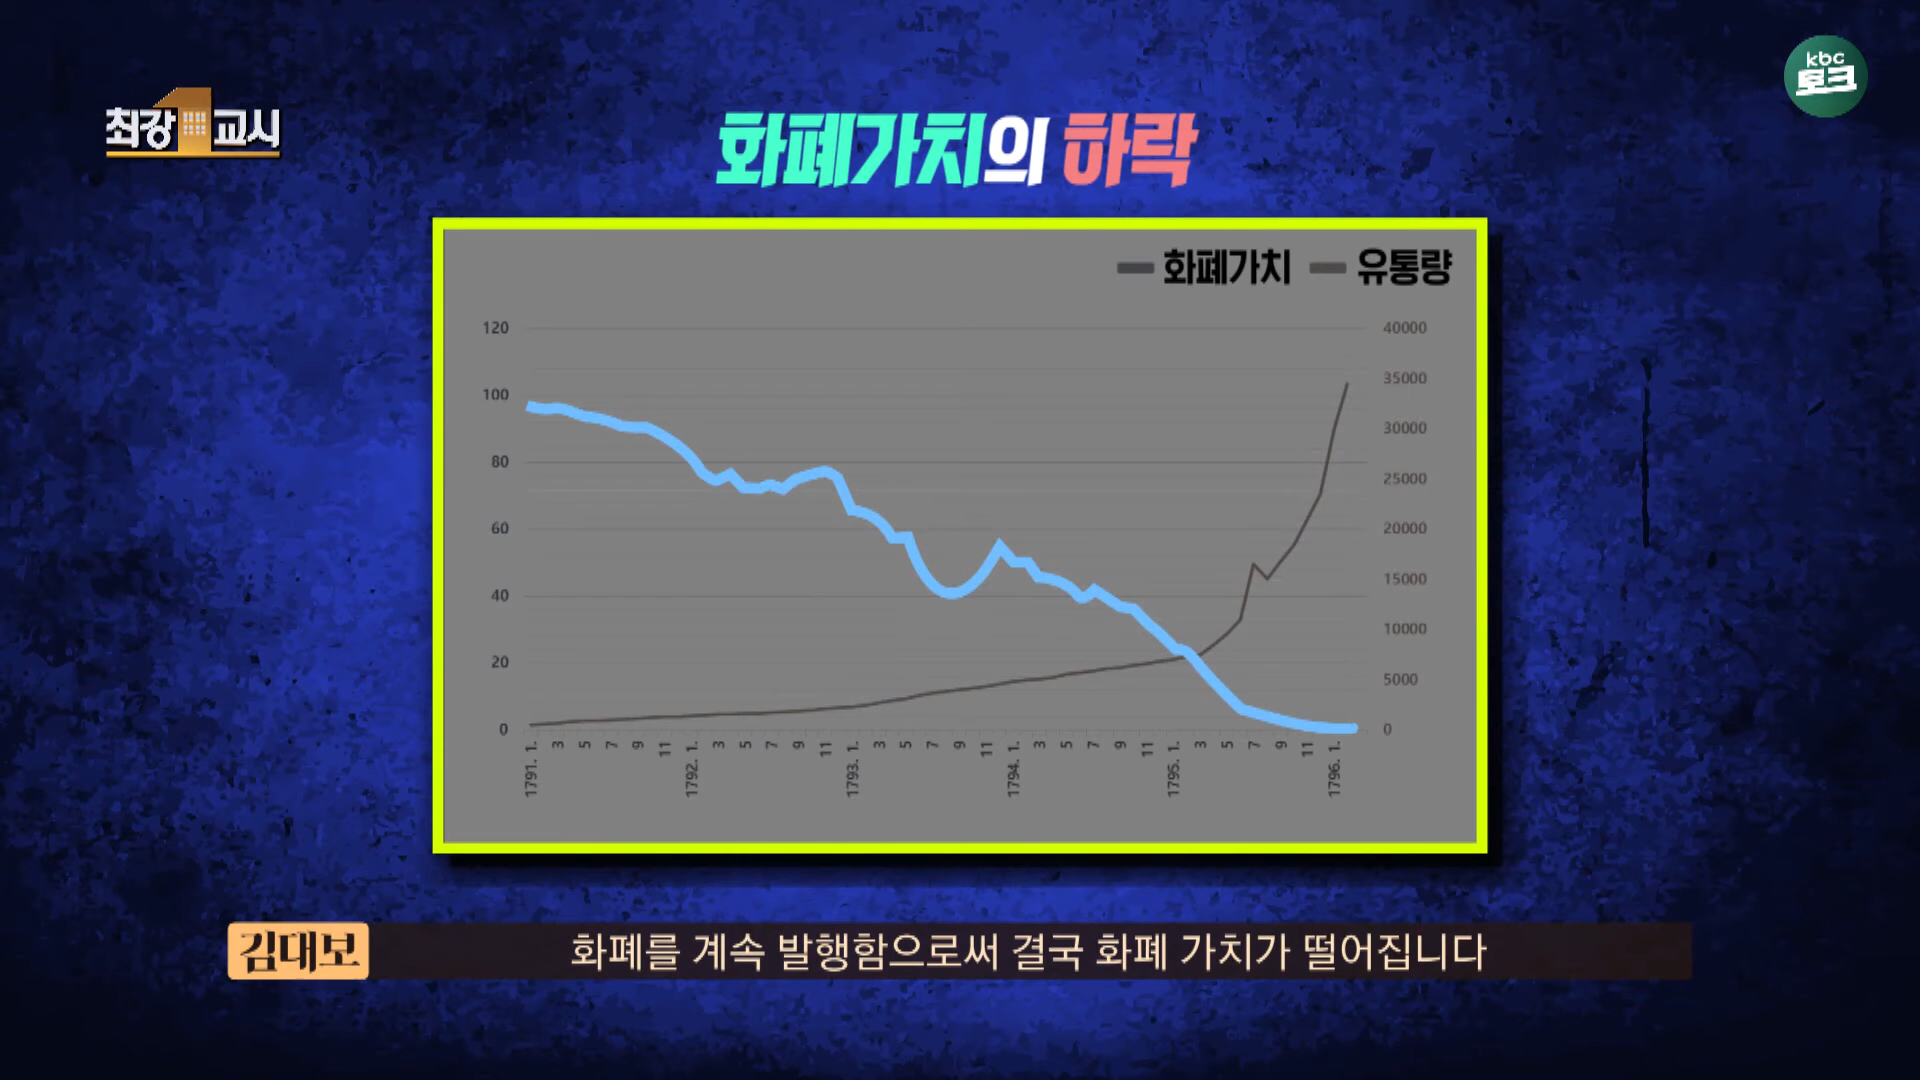 kbc
토크
최강1교시
화폐가치의 하락
화폐가치 유통량
120 40000
35000
100
30000
80
25000
60 20000
15000
40
10000
20
5000
0 0
1791. 1. 3 5 7 9 11 1792. 1. 3 5 7 9 11 1793. 1. 3 5 7 9 11 1794. 1. 3 5 7 9 11 1795. 1. 3 5 7 9 11 1796. 1.
김대보 화폐를 계속 발행함으로써 결국 화폐 가치가 떨어집니다